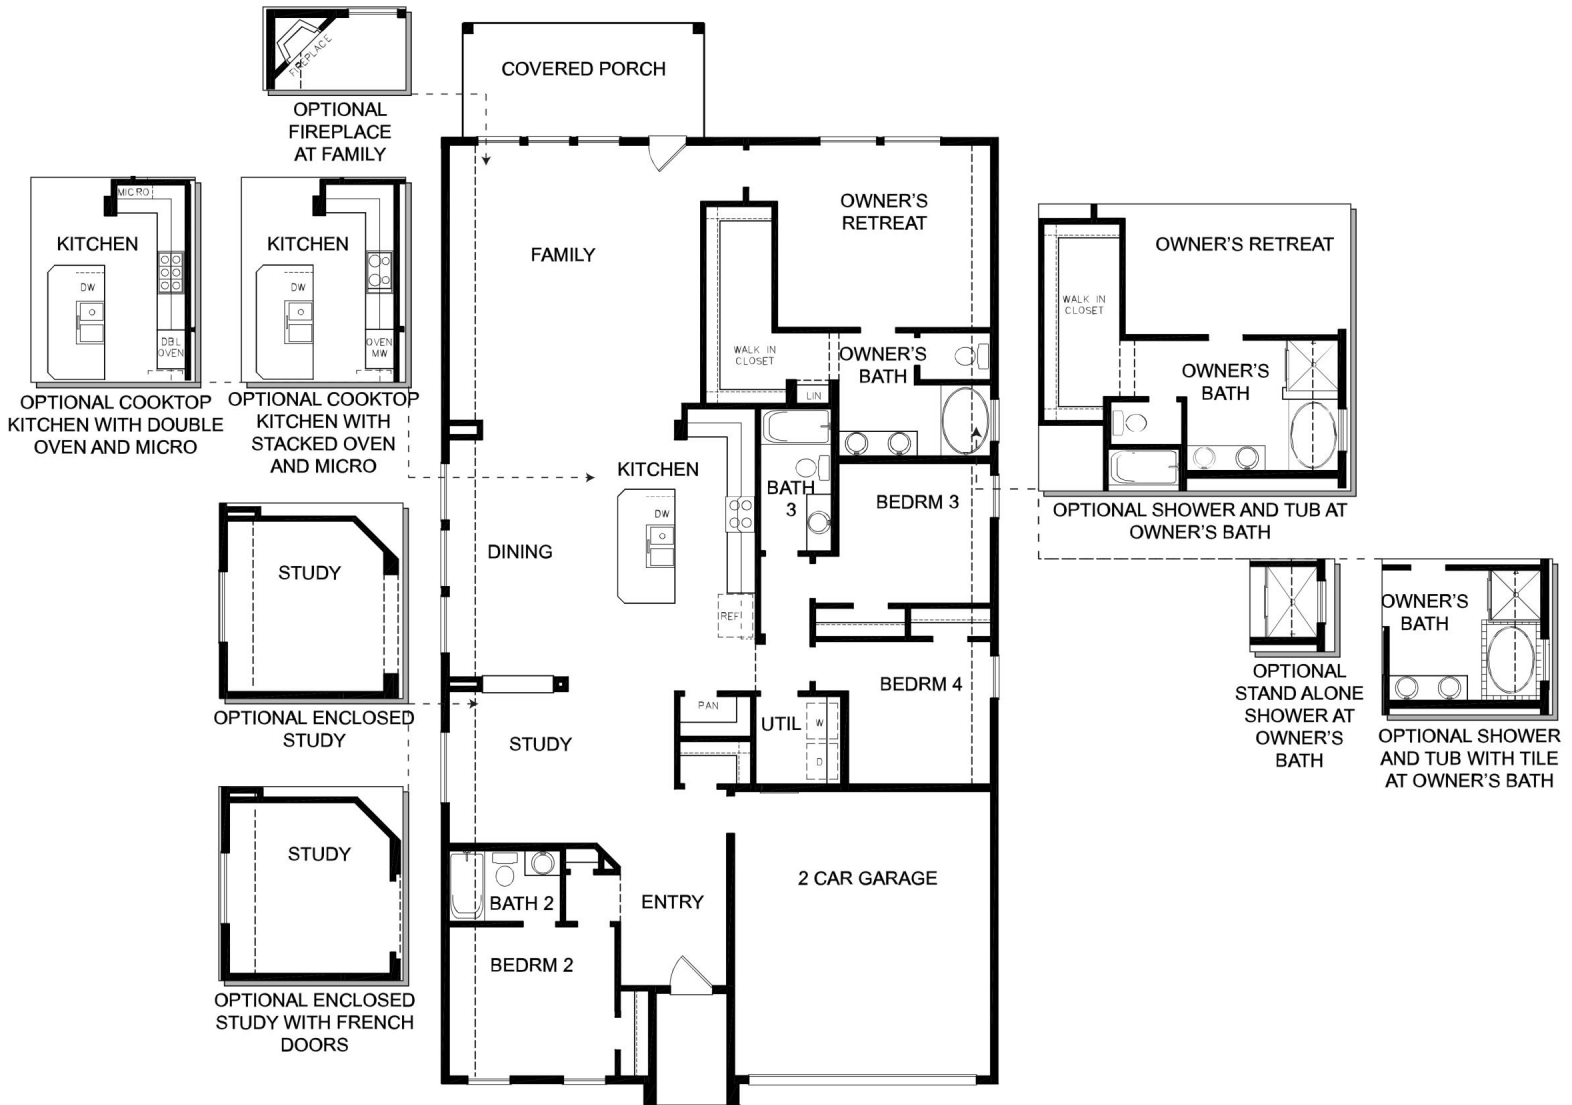 FIREPLACE
OPTIONAL
FIREPLACE
AT FAMILY
COVERED PORCH
MICRO
KITCHEN
DW
DBL
OVEN
OPTIONAL COOKTOP
KITCHEN WITH DOUBLE
OVEN AND MICRO
KITCHEN
DW
OVEN
MW
OPTIONAL COOKTOP
KITCHEN WITH
STACKED OVEN
AND MICRO
FAMILY
OWNER'S
RETREAT
WALK IN
CLOSET
OWNER'S
BATH
LIN
KITCHEN
DW
REF
BATH
3
BEDRM 3
DINING
BEDRM 4
PAN
UTIL
W
D
STUDY
STUDY
OPTIONAL ENCLOSED
STUDY
STUDY
OPTIONAL ENCLOSED
STUDY WITH FRENCH
DOORS
BATH 2
ENTRY
BEDRM 2
2 CAR GARAGE
OWNER'S RETREAT
WALK IN
CLOSET
OWNER'S
BATH
OPTIONAL SHOWER AND TUB AT
OWNER'S BATH
OPTIONAL
STAND ALONE
SHOWER AT
OWNER'S
BATH
OWNER'S
BATH
OPTIONAL SHOWER
AND TUB WITH TILE
AT OWNER'S BATH